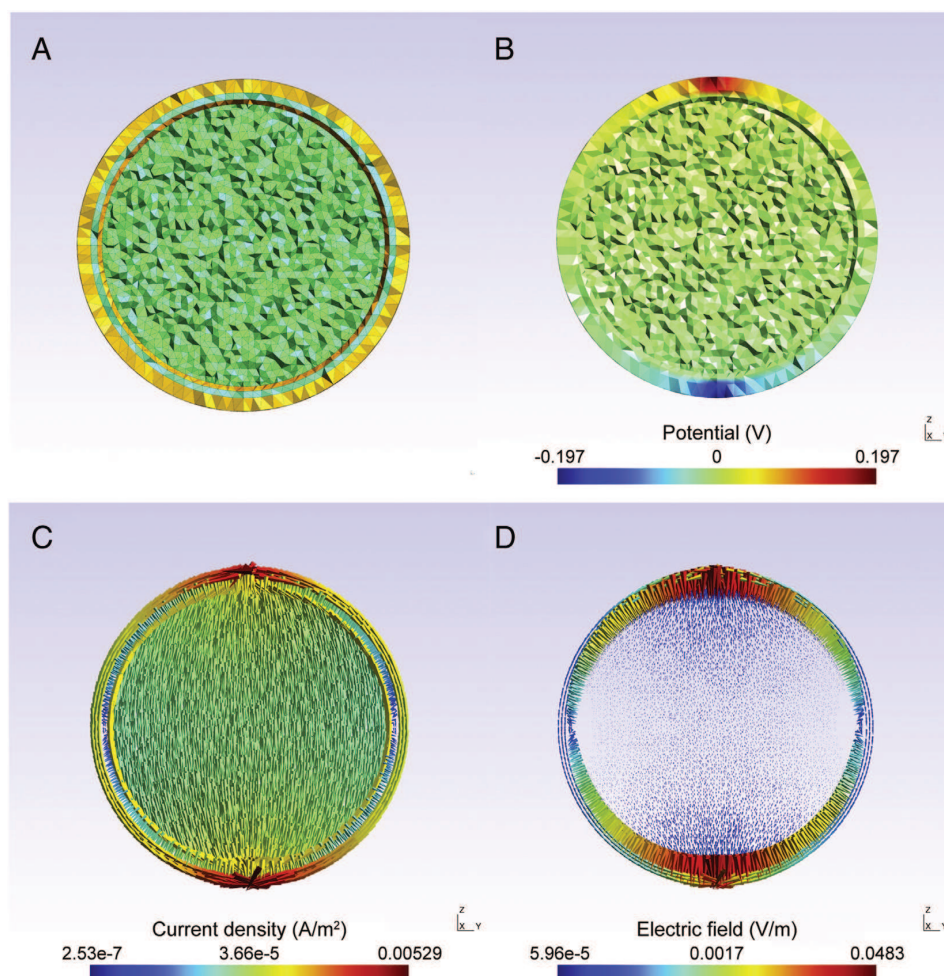 A
B
Potential (V)
-0.197 0 0.197
Z
X
C
D
Current density (A/m²)
2.53e-7 3.66e-5 0.00529
Z
X Y
Electric field (V/m)
5.96e-5 0.0017 0.0483
Z
X Y